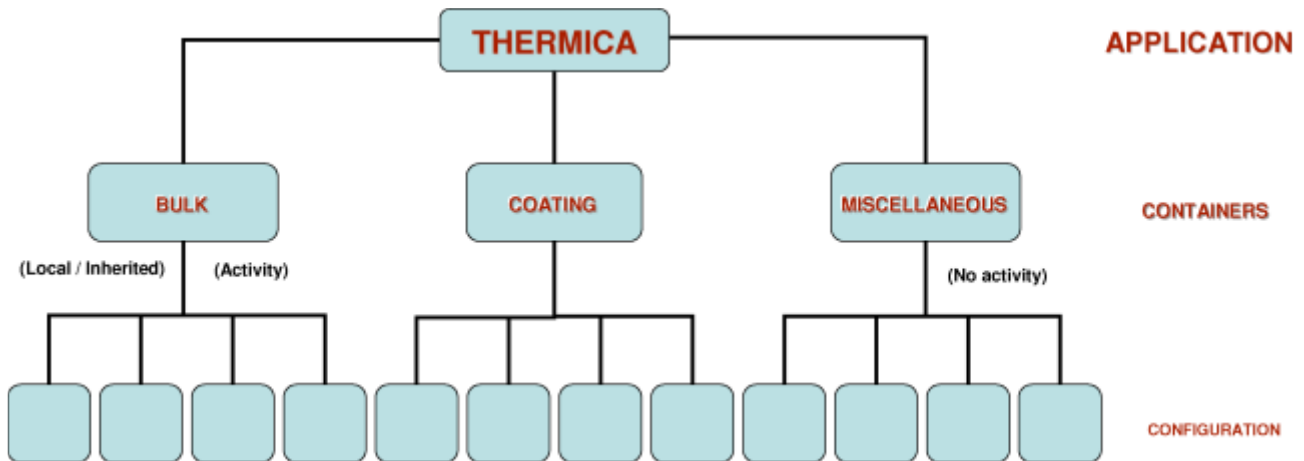 THERMICA
APPLICATION
BULK
COATING
MISCELLANEOUS
CONTAINERS
(Local / Inherited)
(Activity)
(No activity)
CONFIGURATION